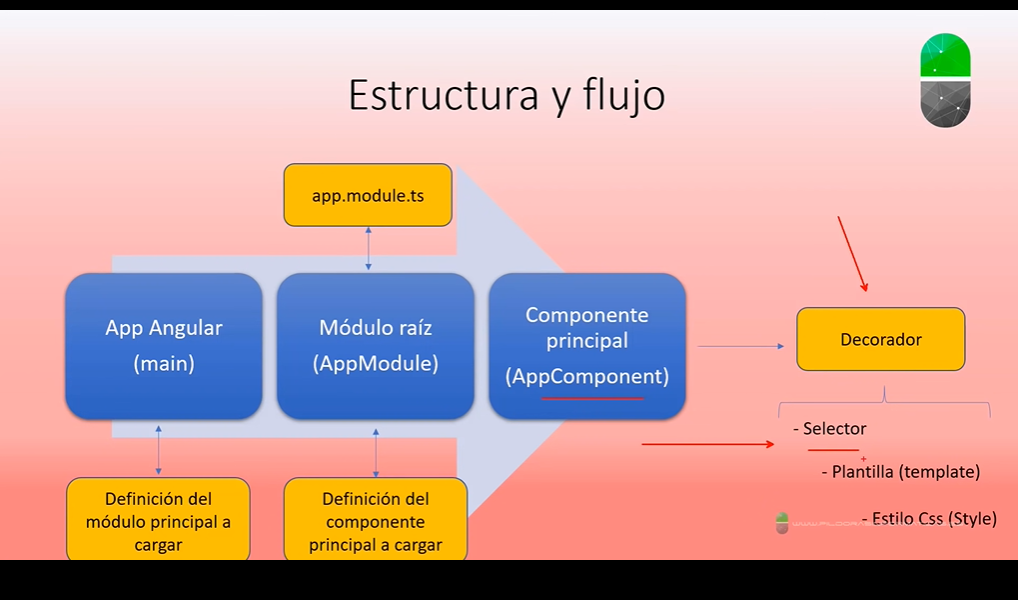 Estructura y flujo
app.module.ts
App Angular
(main)
Módulo raíz
(AppModule)
Componente
principal
(AppComponent)
Decorador
- Selector
- Plantilla (template)
- Estilo Css (Style)
Definición del
módulo principal a
cargar
Definición del
componente
principal a cargar